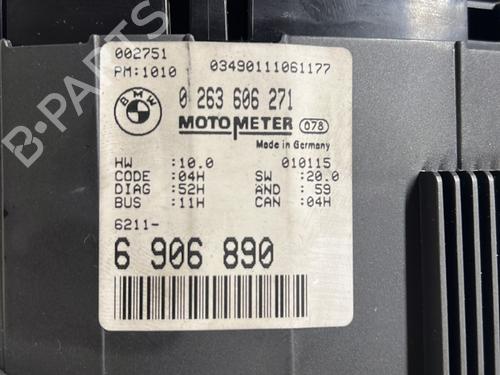 002751
PM:1010 03490111061177
BMW
0 263 606 271
MOTOMETER 078
Made in Germany
HW :10.0 010115
CODE :04H SW :20.0
DIAG :52H AND : 59
BUS :11H CAN :04H
6211-
6 906 890
B-PARTS